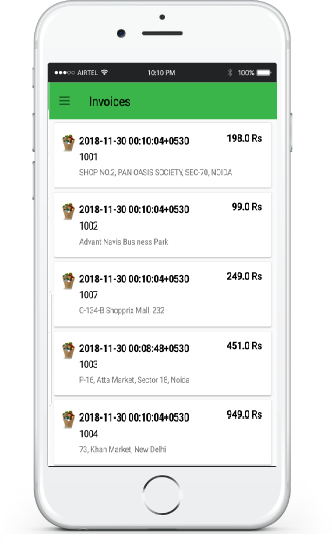 AIRTEL 10:10 PM 100%
Invoices
2018-11-30 00:10:04+0530 198.0 Rs
1001
SHOP NO.2, PAN OASIS SOCIETY, SEC-70, NOIDA
2018-11-30 00:10:04+0530 99.0 Rs
1002
Advant Navis Business Park
2018-11-30 00:10:04+0530 249.0 Rs
1007
C-134-B Shopprix Mall, 232
2018-11-30 00:08:48+0530 451.0 Rs
1003
P-16, Atta Market, Sector 18, Noida
2018-11-30 00:10:04+0530 949.0 Rs
1004
73, Khan Market, New Delhi